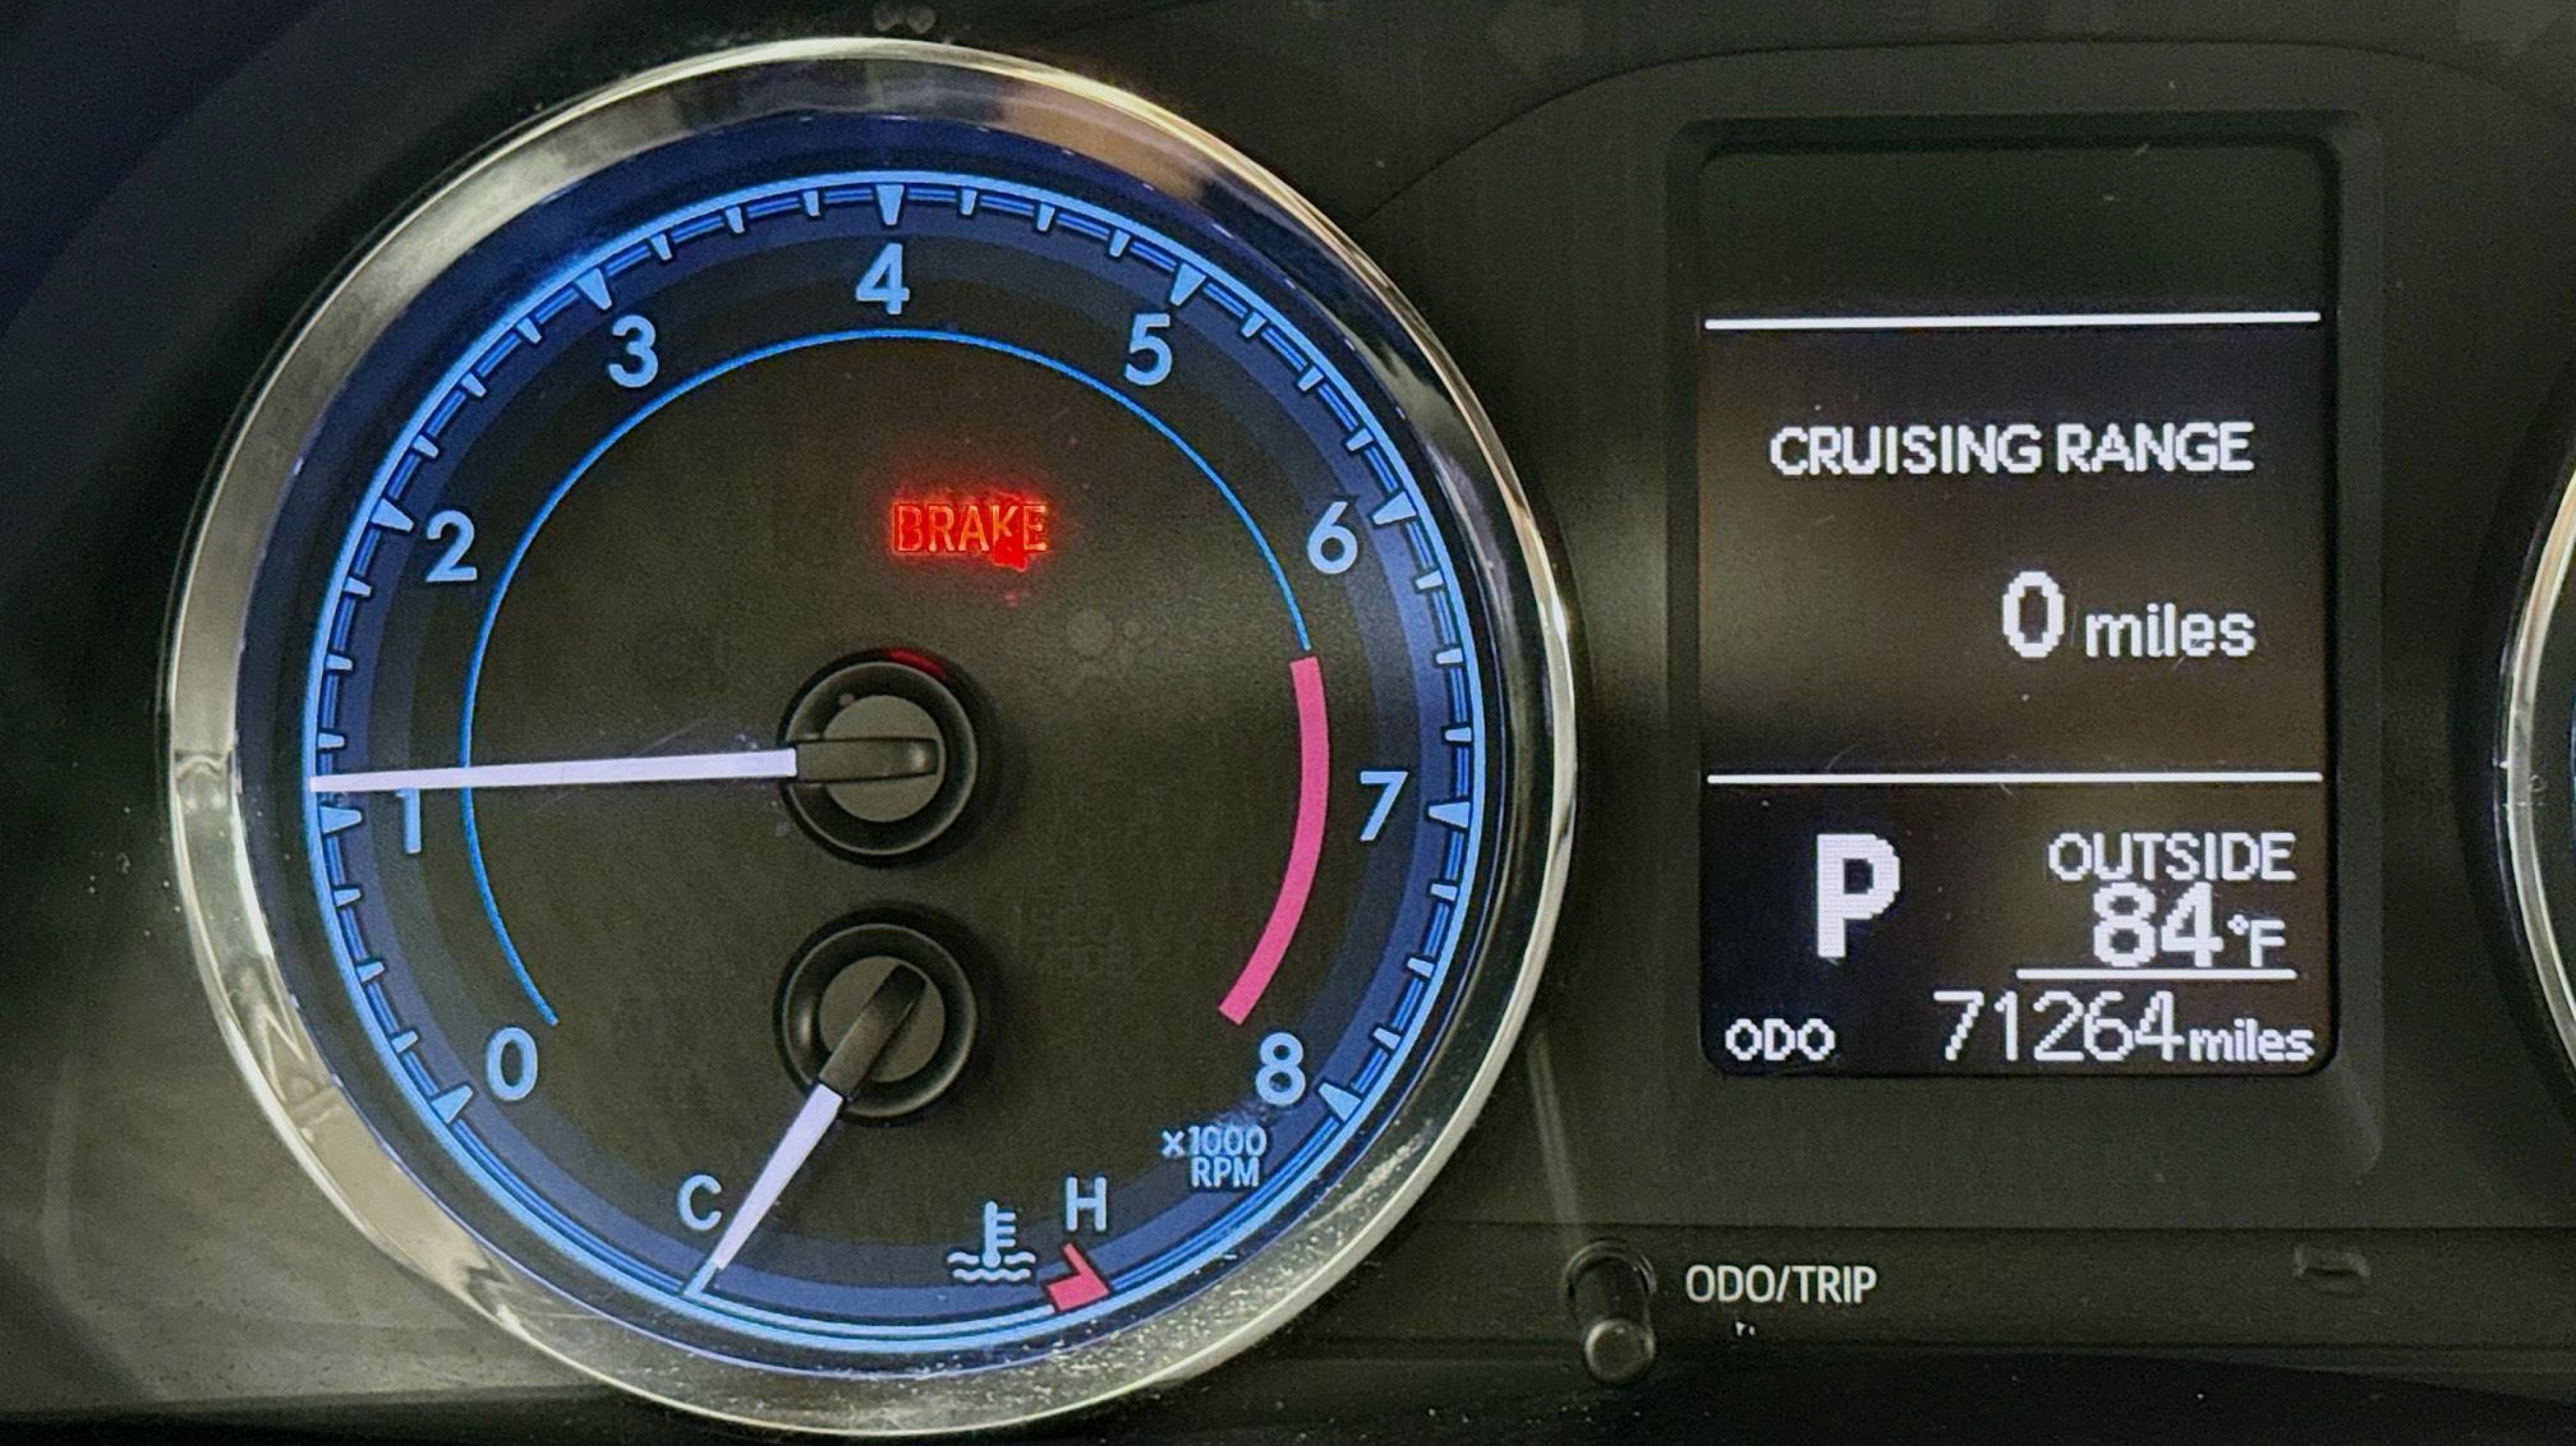 4
3
5
BRAKE
2
6
1
7
0
8
×1000
RPM
C
H
CRUISING RANGE
0 miles
P
OUTSIDE
84°F
ODO 71264 miles
ODO/TRIP